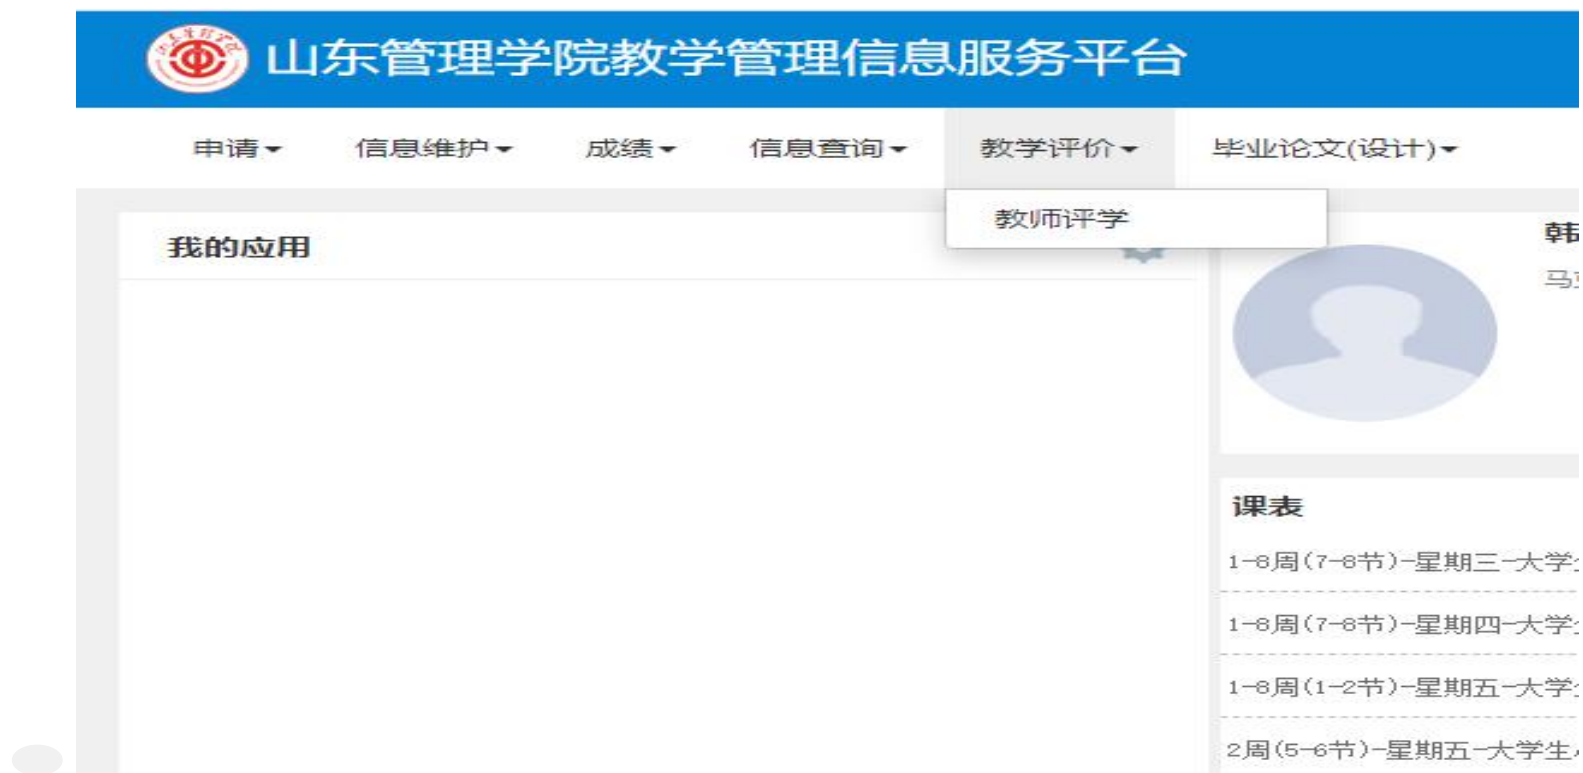 山东管理学院教学管理信息服务平台
申请 信息维护 成绩 信息查询 教学评价 毕业论文(设计)
教师评学
我的应用
韩
马
课表
1-8周(7-8节)-星期三-大学
1-8周(7-8节)-星期四-大学
1-8周(1-2节)-星期五-大学
2周(5-6节)-星期五-大学生